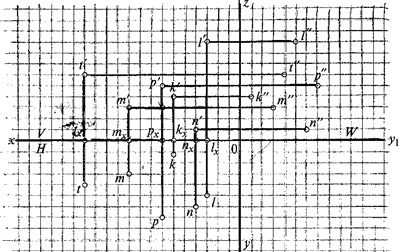 z
l' l"
t' t"
p' p"
k' k"
m' m"
n' n"
x V m_x p_x k_x n_x l_x 0 W y₁
H
k
m
t
n l
p
y